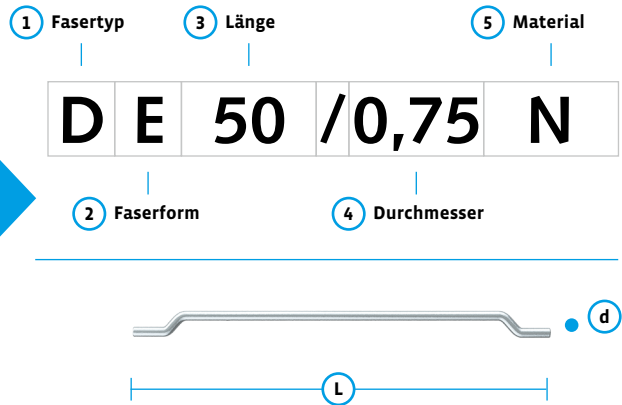 1 Fasertyp 3 Länge 5 Material
D E 50 / 0,75 N
2 Faserform 4 Durchmesser
d
L